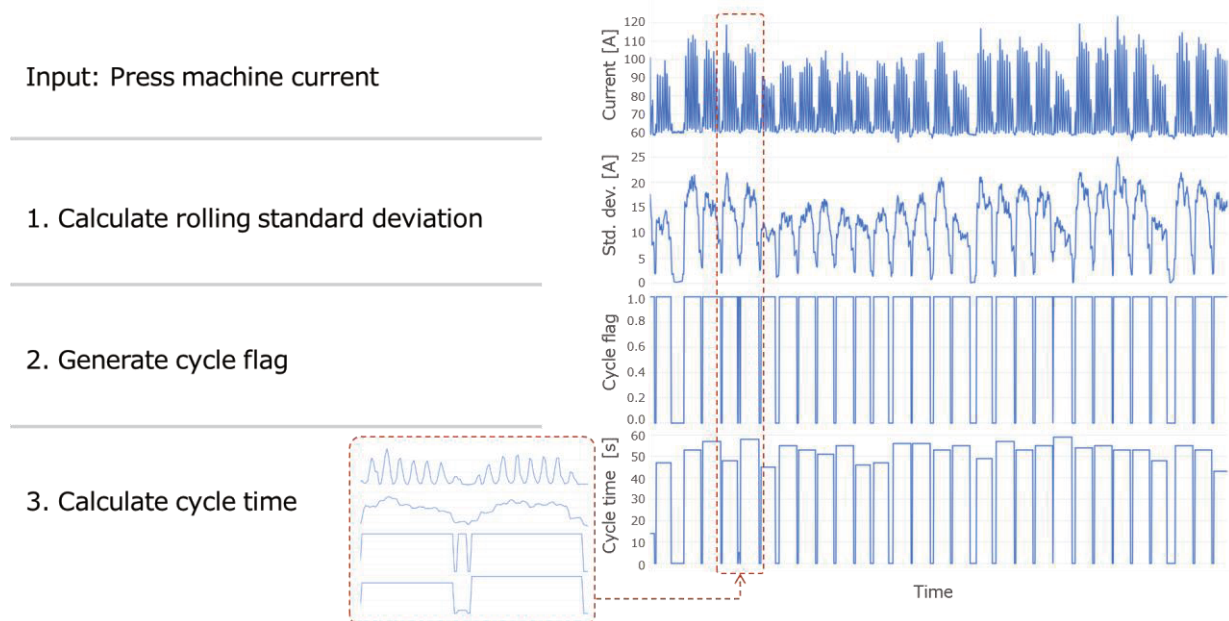 Input: Press machine current
1. Calculate rolling standard deviation
2. Generate cycle flag
3. Calculate cycle time
Current [A]
120
110
100
90
80
70
60
Std. dev. [A]
25
20
15
10
5
0
Cycle flag
1.0
0.8
0.6
0.4
0.2
0.0
Cycle time [s]
60
50
40
30
20
10
0
Time